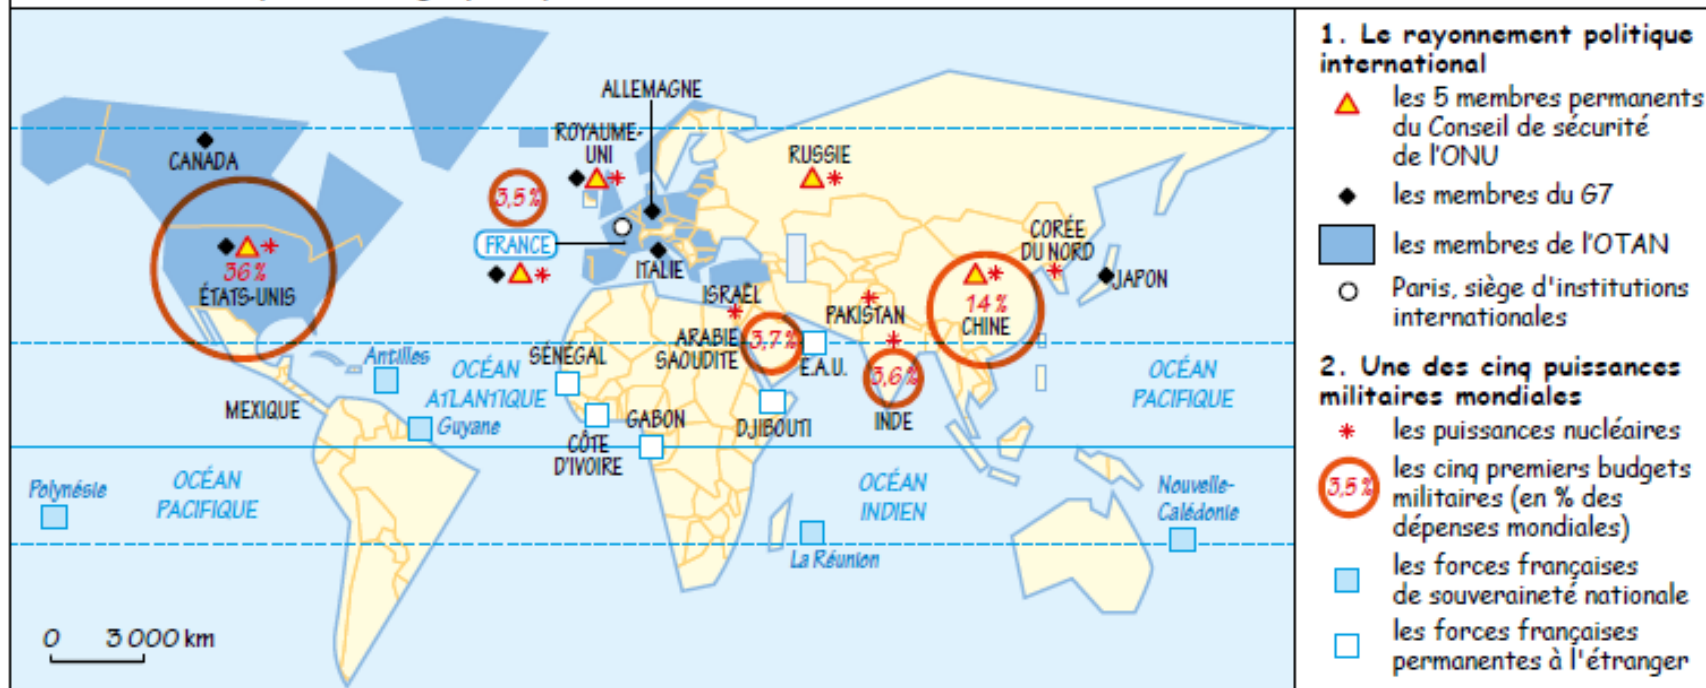 ALLEMAGNE
ROYAUME-
UNI
RUSSIE
CANADA
3,5 %
FRANCE
CORÉE
DU NORD
36 %
ÉTATS-UNIS
ITALIE
ISRAËL
JAPON
PAKISTAN
14 %
CHINE
ARABIE
SAOUDITE
3,7 %
É.A.U.
3,6 %
INDE
Antilles
OCÉAN
ATLANTIQUE
SÉNÉGAL
MEXIQUE
Guyane
CÔTE
D'IVOIRE
GABON
DJIBOUTI
OCÉAN
PACIFIQUE
Polynésie
OCÉAN
PACIFIQUE
OCÉAN
INDIEN
Nouvelle-
Calédonie
La Réunion
0 3 000 km
1. Le rayonnement politique
international
les 5 membres permanents
du Conseil de sécurité
de l'ONU
les membres du G7
les membres de l'OTAN
Paris, siège d'institutions
internationales
2. Une des cinq puissances
militaires mondiales
les puissances nucléaires
3,5 %
les cinq premiers budgets
militaires (en % des
dépenses mondiales)
les forces françaises
de souveraineté nationale
les forces françaises
permanentes à l'étranger